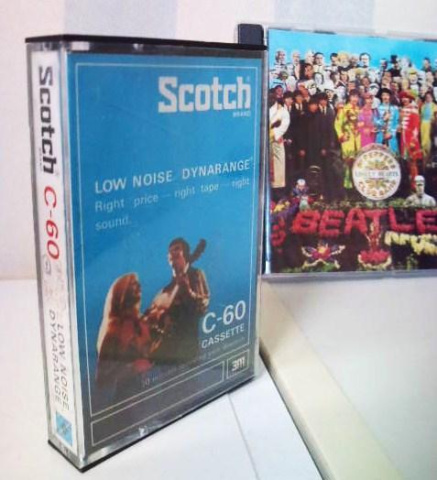 Scotch
BRAND
LOW NOISE DYNARANGE
Right price — right tape — right
sound.
C-60
CASSETTE
3M
Scotch
C-60
LOW NOISE
DYNARANGE
BEATLE